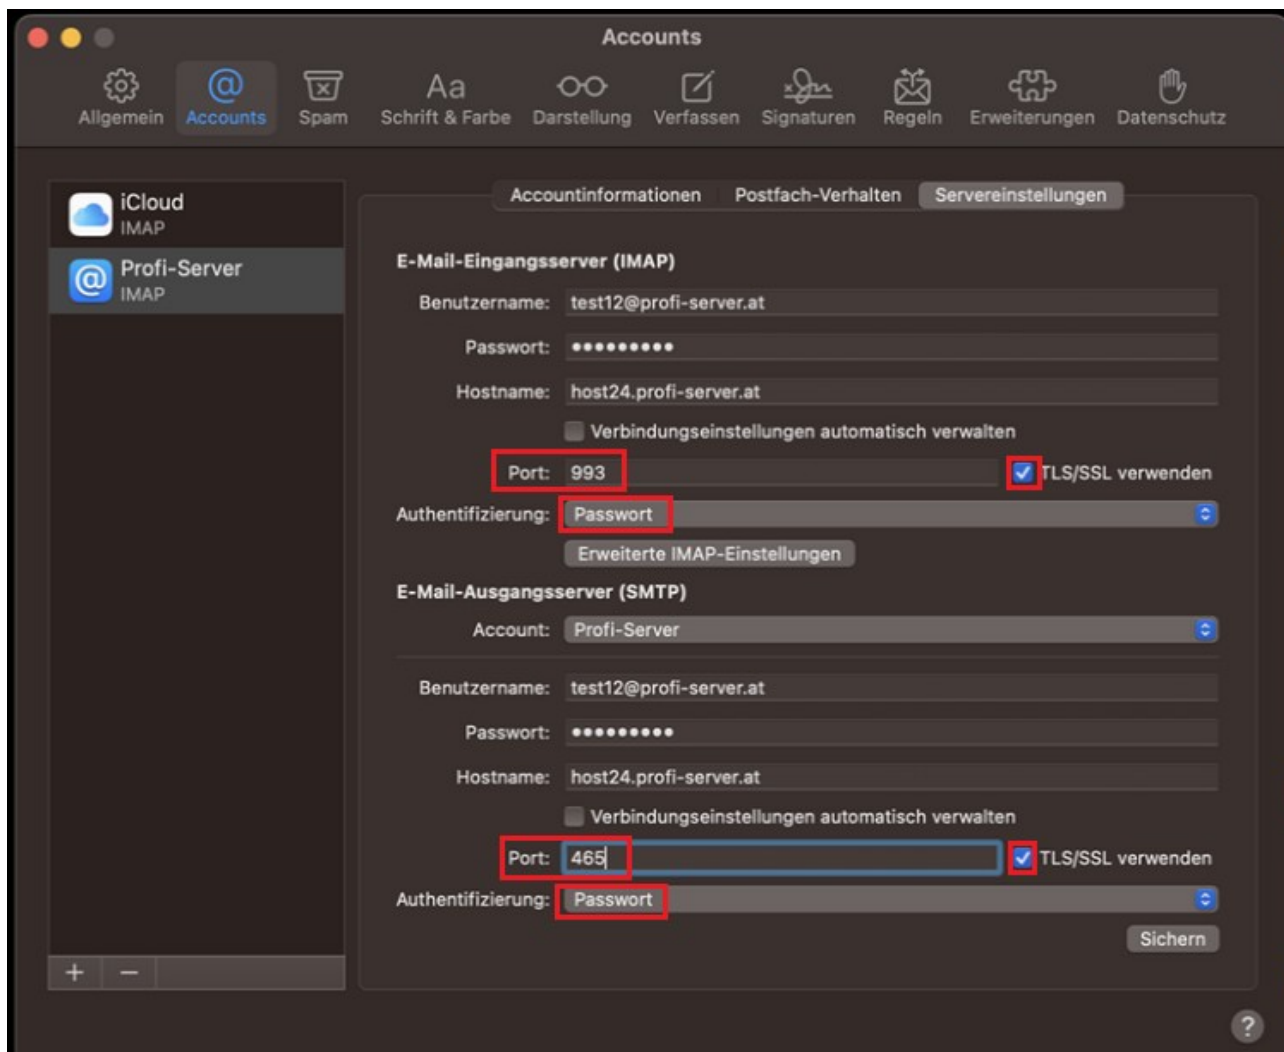 Accounts
Allgemein Accounts Spam Schrift & Farbe Darstellung Verfassen Signaturen Regeln Erweiterungen Datenschutz
iCloud
IMAP
Profi-Server
IMAP
Accountinformationen Postfach-Verhalten Servereinstellungen
E-Mail-Eingangsserver (IMAP)
Benutzername: test12@profi-server.at
Passwort: •••••••••
Hostname: host24.profi-server.at
Verbindungseinstellungen automatisch verwalten
Port: 993 TLS/SSL verwenden
Authentifizierung: Passwort
Erweiterte IMAP-Einstellungen
E-Mail-Ausgangsserver (SMTP)
Account: Profi-Server
Benutzername: test12@profi-server.at
Passwort: •••••••••
Hostname: host24.profi-server.at
Verbindungseinstellungen automatisch verwalten
Port: 465 TLS/SSL verwenden
Authentifizierung: Passwort
Sichern
+ −
?